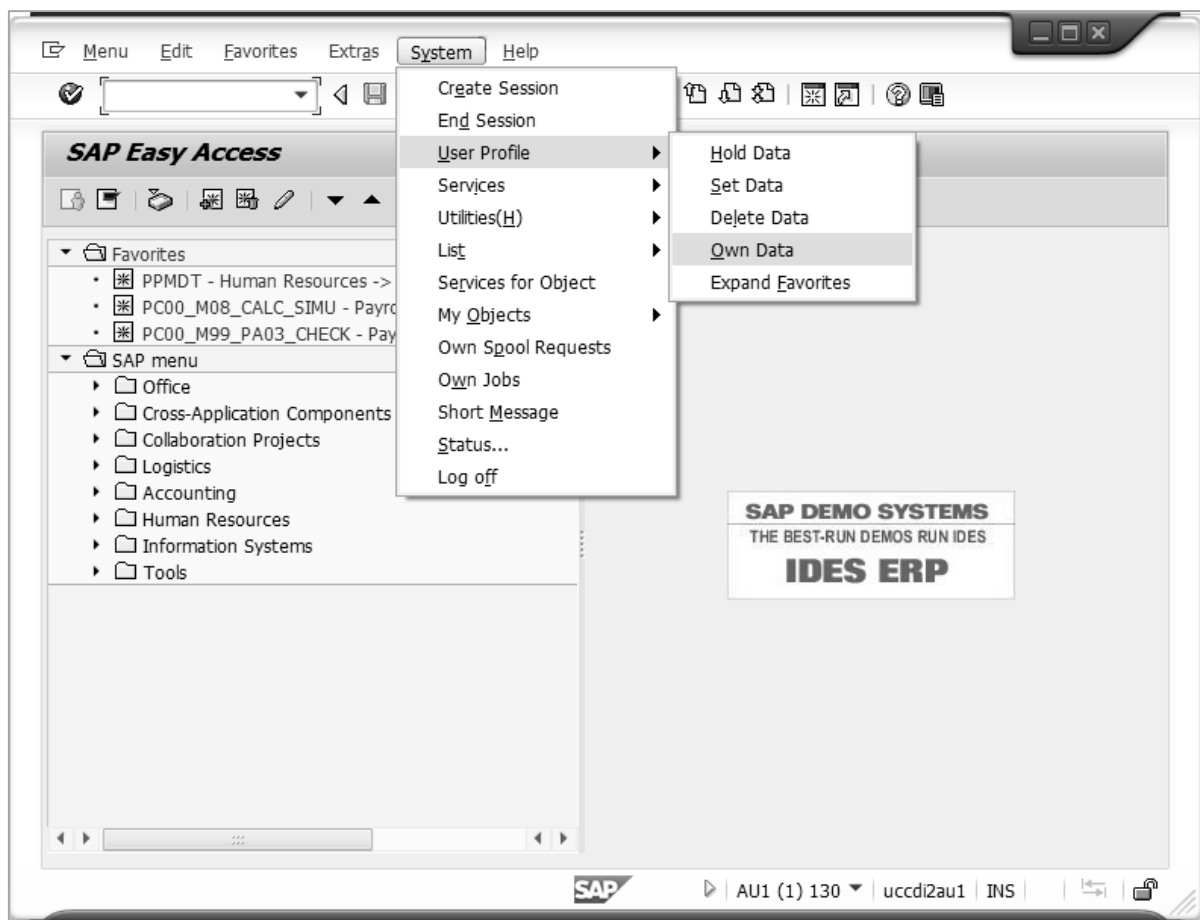 Menu Edit Favorites Extras System Help
Create Session
End Session
User Profile
Services
Utilities(H)
List
Services for Object
My Objects
Own Spool Requests
Own Jobs
Short Message
Status...
Log off
Hold Data
Set Data
Delete Data
Own Data
Expand Favorites
SAP Easy Access
Favorites
PPMDT - Human Resources ->
PC00_M08_CALC_SIMU - Payro
PC00_M99_PA03_CHECK - Pay
SAP menu
Office
Cross-Application Components
Collaboration Projects
Logistics
Accounting
Human Resources
Information Systems
Tools
SAP DEMO SYSTEMS
THE BEST-RUN DEMOS RUN IDES
IDES ERP
SAP AU1 (1) 130 uccdi2au1 INS